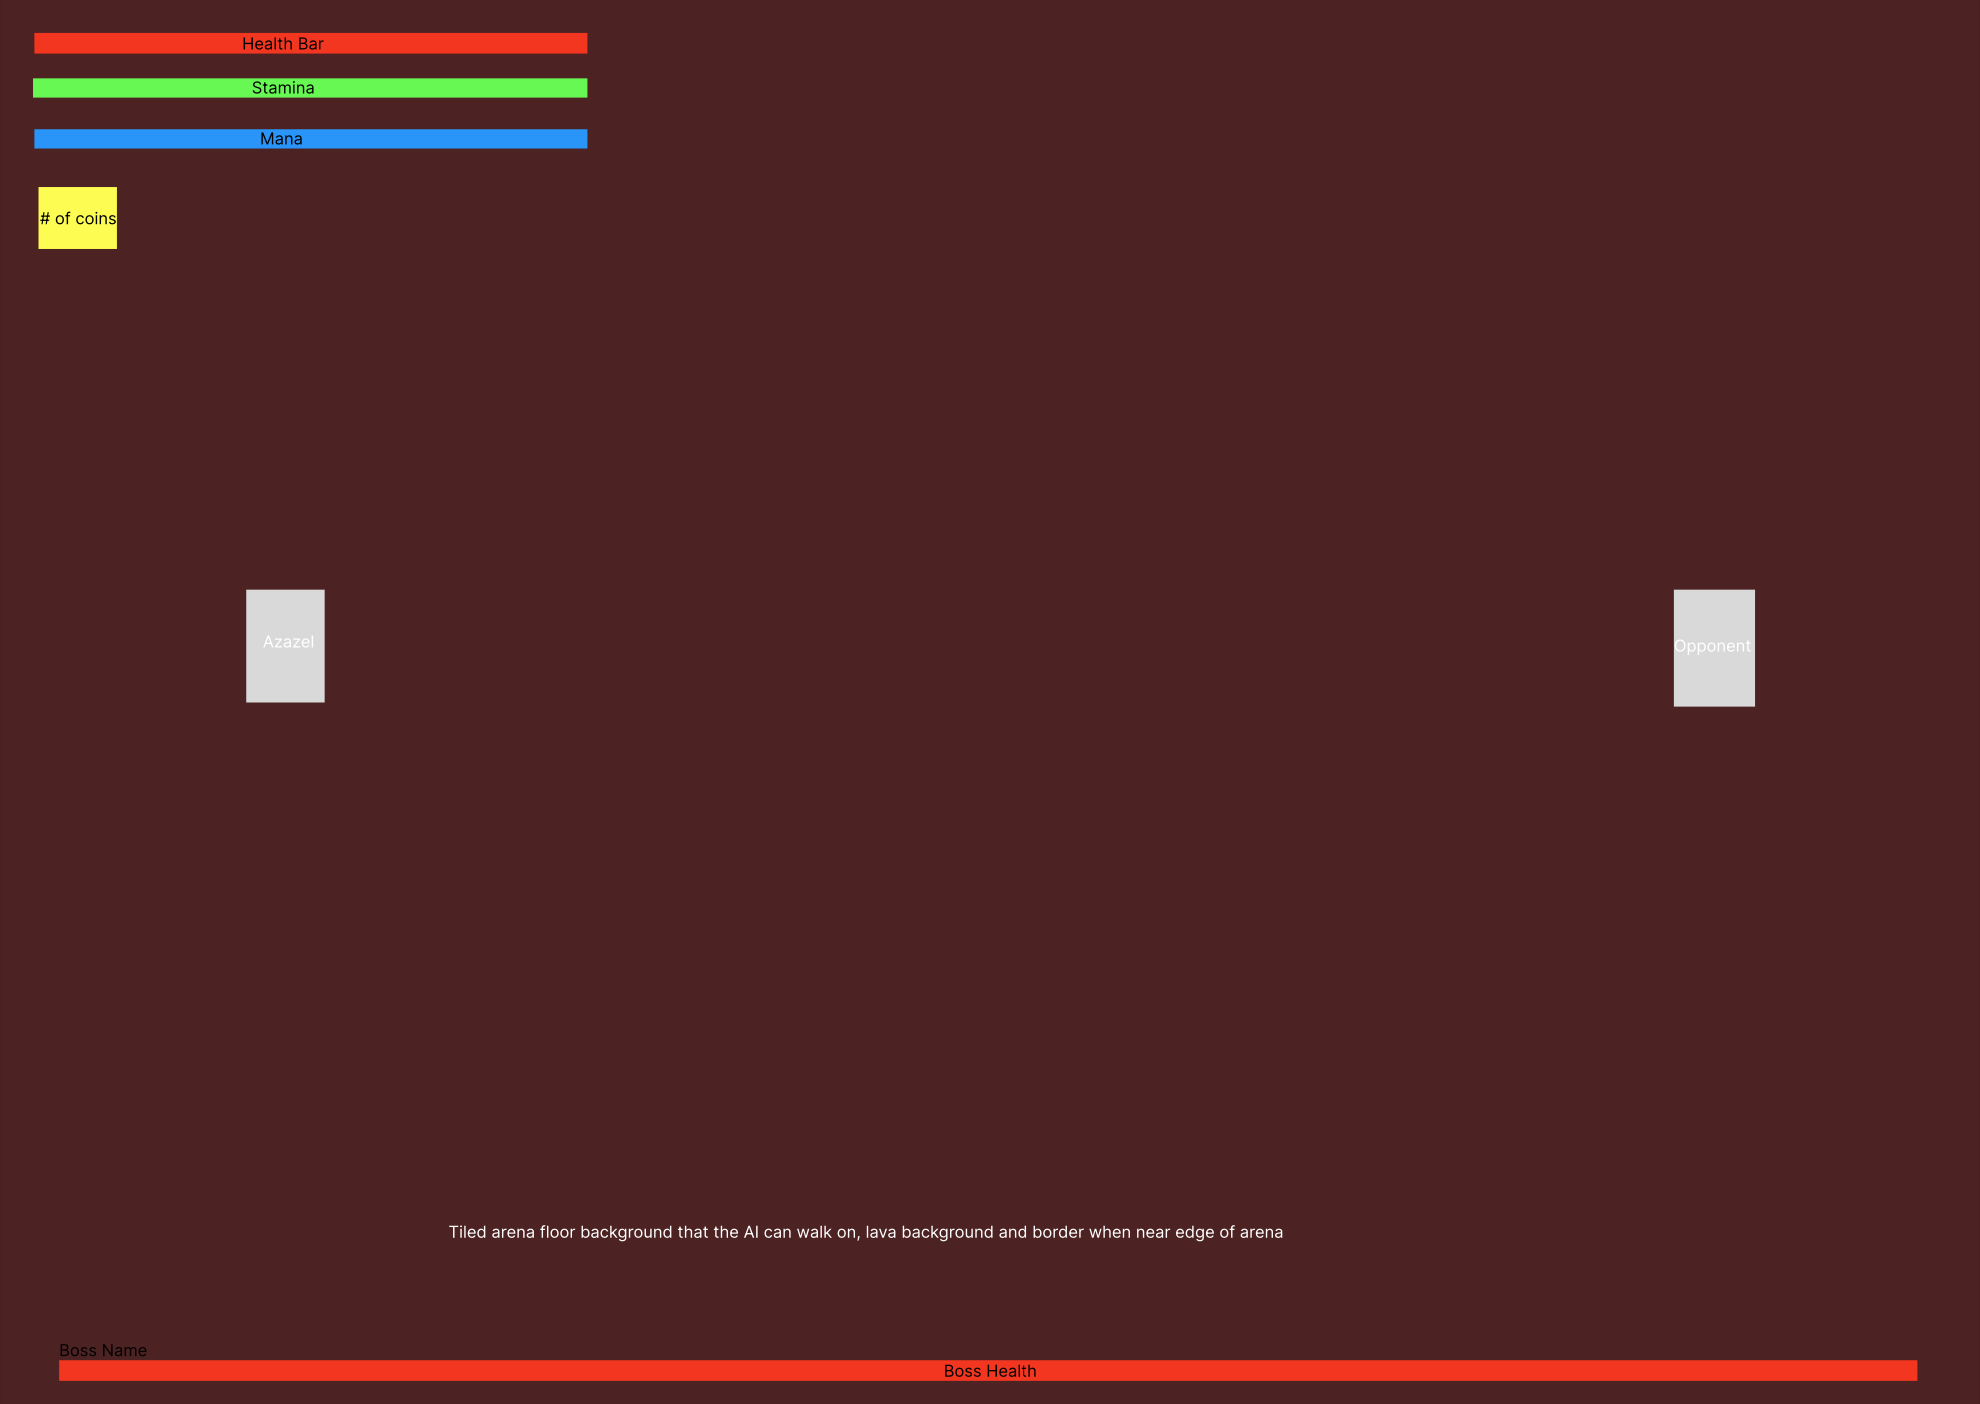 Health Bar
Stamina
Mana
# of coins
Azazel
Opponent
Tiled arena floor background that the AI can walk on, lava background and border when near edge of arena
Boss Name
Boss Health